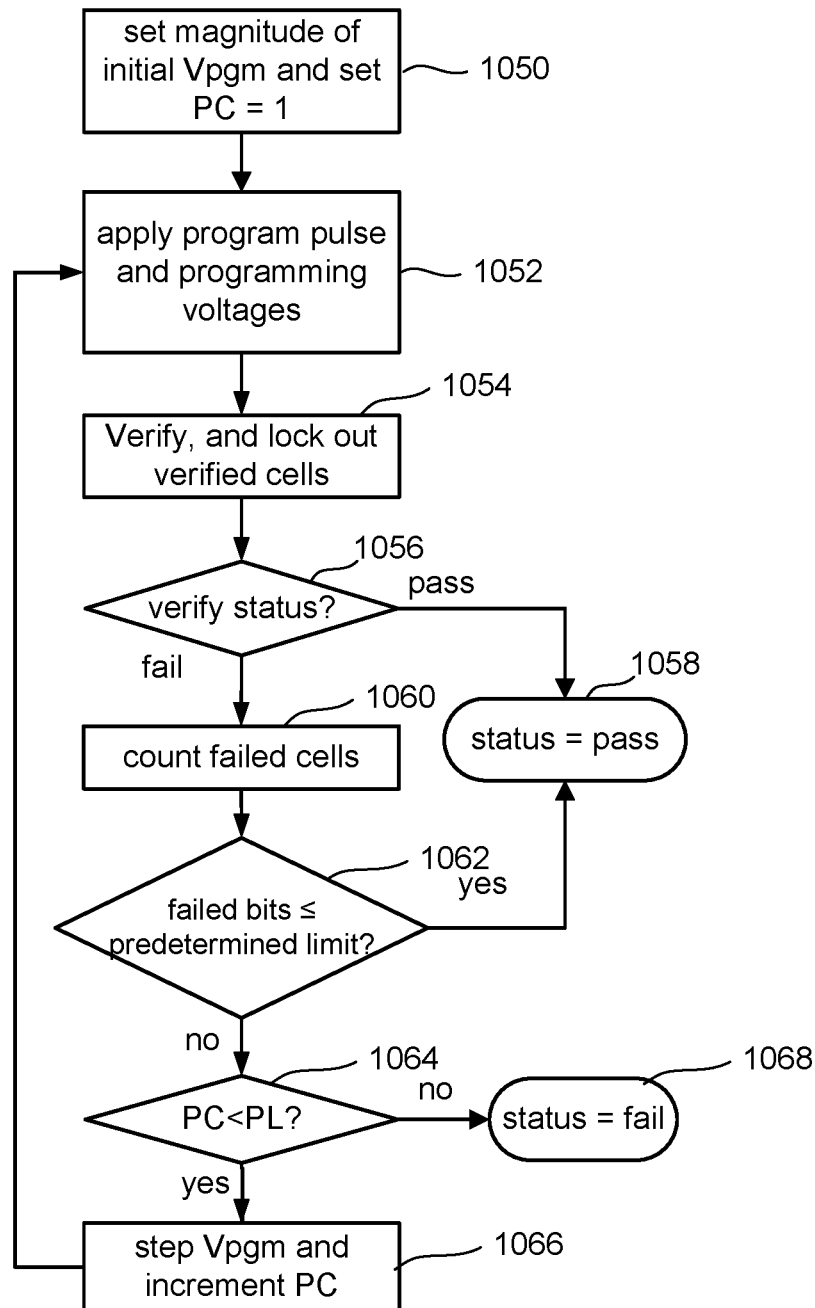 set magnitude of
initial Vpgm and set
PC = 1
1050
apply program pulse
and programming
voltages
1052
1054
Verify, and lock out
verified cells
1056
verify status?
pass
fail
1058
status = pass
1060
count failed cells
1062
yes
failed bits ≤
predetermined limit?
no
1064
1068
PC<PL?
no
status = fail
yes
step Vpgm and
increment PC
1066